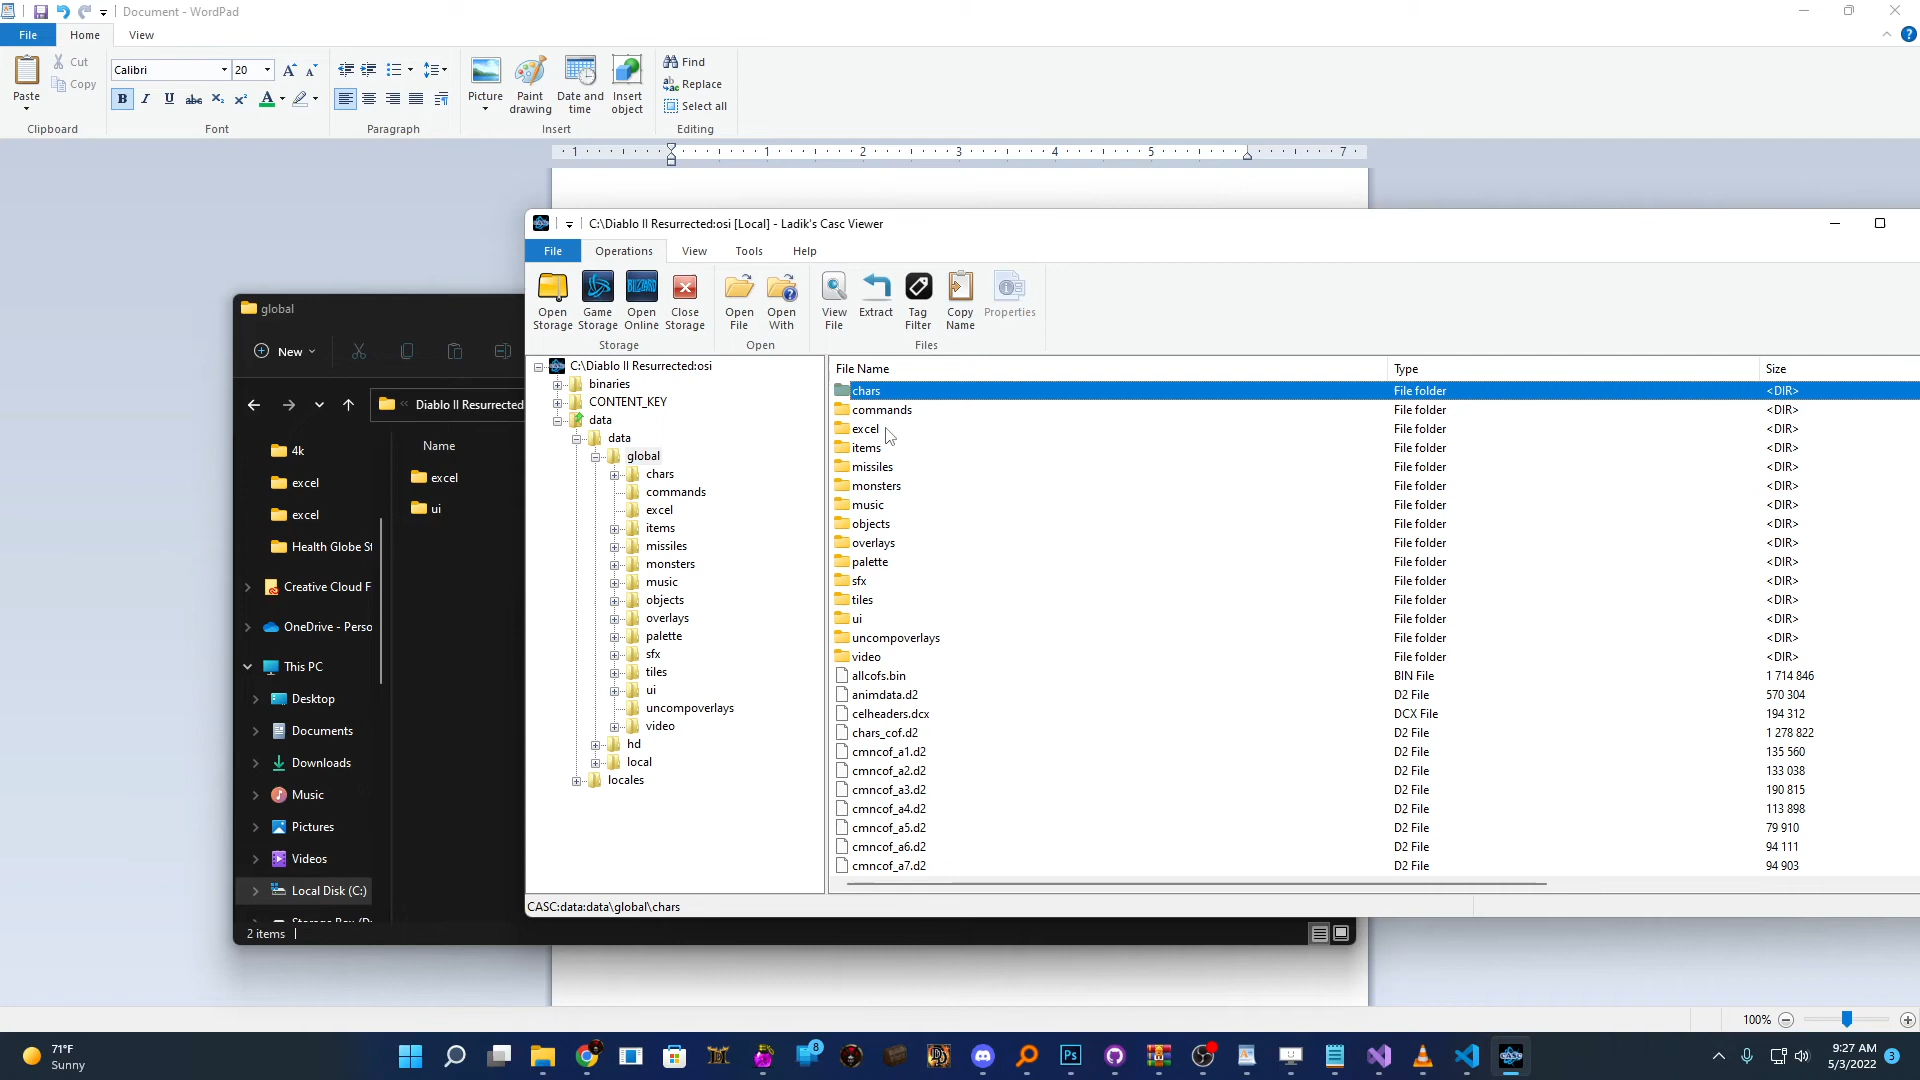 Document - WordPad
File
Home
View
Paste
Cut
Copy
Clipboard
Calibri
20
B I U abc X₂ X² A
Font
Paragraph
Picture
Paint drawing
Date and time
Insert object
Insert
Find
Replace
Select all
Editing
1 1 2 3 4 5 7
global
New
Diablo II Resurrected
4k
excel
excel
Health Globe St
Creative Cloud F
OneDrive - Perso
This PC
Desktop
Documents
Downloads
Music
Pictures
Videos
Local Disk (C:)
Name
excel
ui
2 items
C:\Diablo II Resurrected:osi [Local] - Ladik's Casc Viewer
File
Operations
View
Tools
Help
Open Storage
Game Storage
BLIZZARD
Open Online
Close Storage
Storage
Open File
Open With
Open
View File
Extract
Tag Filter
Copy Name
Properties
Files
C:\Diablo II Resurrected:osi
binaries
CONTENT_KEY
data
data
global
chars
commands
excel
items
missiles
monsters
music
objects
overlays
palette
sfx
tiles
ui
uncompoverlays
video
hd
local
locales
File Name Type Size
chars File folder <DIR>
commands File folder <DIR>
excel File folder <DIR>
items File folder <DIR>
missiles File folder <DIR>
monsters File folder <DIR>
music File folder <DIR>
objects File folder <DIR>
overlays File folder <DIR>
palette File folder <DIR>
sfx File folder <DIR>
tiles File folder <DIR>
ui File folder <DIR>
uncompoverlays File folder <DIR>
video File folder <DIR>
allcofs.bin BIN File 1 714 846
animdata.d2 D2 File 570 304
celheaders.dcx DCX File 194 312
chars_cof.d2 D2 File 1 278 822
cmncof_a1.d2 D2 File 135 560
cmncof_a2.d2 D2 File 133 038
cmncof_a3.d2 D2 File 190 815
cmncof_a4.d2 D2 File 113 898
cmncof_a5.d2 D2 File 79 910
cmncof_a6.d2 D2 File 94 111
cmncof_a7.d2 D2 File 94 903
CASC:data:data\global\chars
100%
71°F
Sunny
8
Ps
9:27 AM
5/3/2022
3